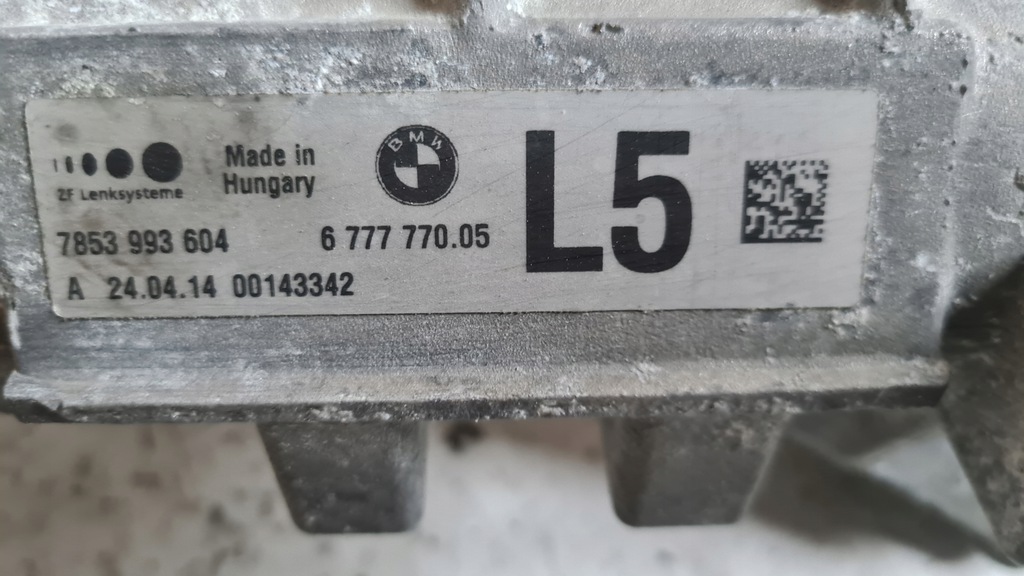 ZF Lenksysteme
Made in
Hungary
BMW
L5
7853 993 604
6 777 770.05
A 24.04.14 00143342